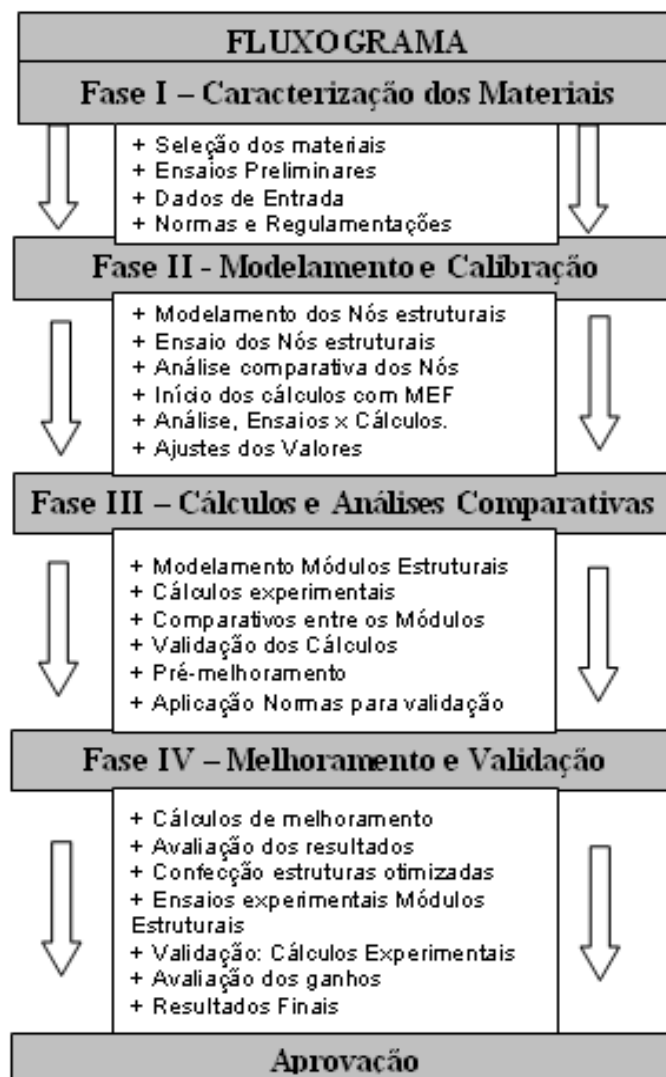 FLUXOGRAMA
Fase I – Caracterização dos Materiais
+ Seleção dos materiais
+ Ensaios Preliminares
+ Dados de Entrada
+ Normas e Regulamentações
Fase II - Modelamento e Calibração
+ Modelamento dos Nós estruturais
+ Ensaio dos Nós estruturais
+ Análise comparativa dos Nós
+ Início dos cálculos com MEF
+ Análise, Ensaios x Cálculos.
+ Ajustes dos Valores
Fase III – Cálculos e Análises Comparativas
+ Modelamento Módulos Estruturais
+ Cálculos experimentais
+ Comparativos entre os Módulos
+ Validação dos Cálculos
+ Pré-melhoramento
+ Aplicação Normas para validação
Fase IV – Melhoramento e Validação
+ Cálculos de melhoramento
+ Avaliação dos resultados
+ Confecção estruturas otimizadas
+ Ensaios experimentais Módulos
Estruturais
+ Validação: Cálculos Experimentais
+ Avaliação dos ganhos
+ Resultados Finais
Aprovação